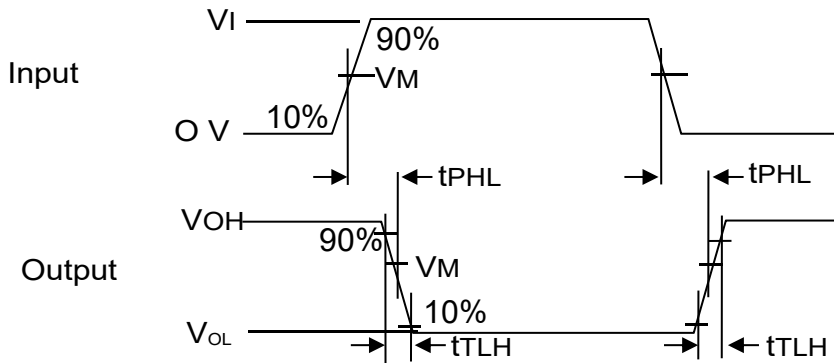 VI
90%
Input
VM
10%
O V
tPHL
tPHL
VOH
90%
VM
Output
10%
VOL
tTLH
tTLH